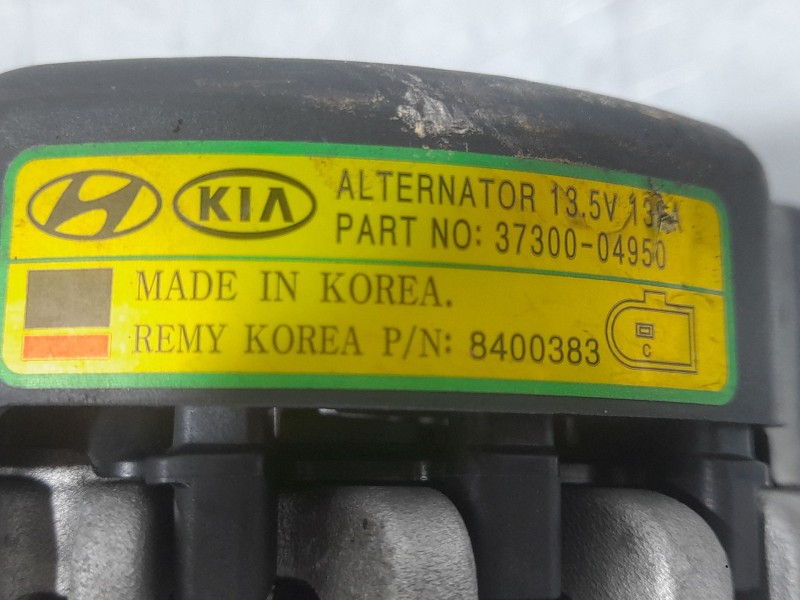 KIA
ALTERNATOR 13.5V
PART NO: 37300-04950
MADE IN KOREA.
REMY KOREA P/N: 8400383
C